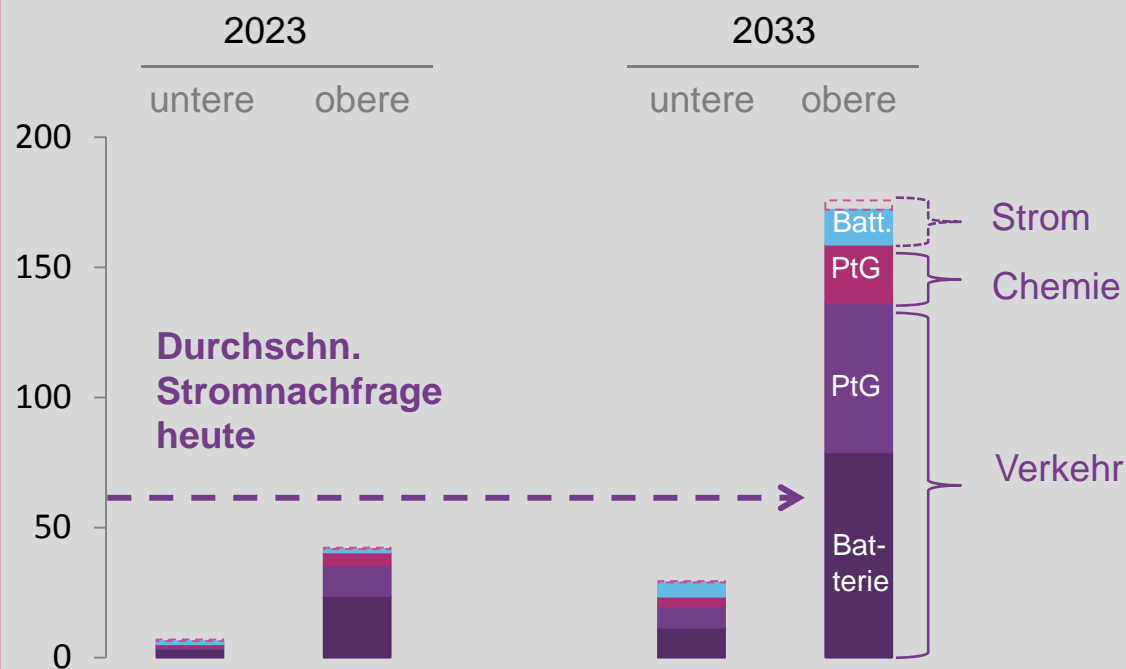 2023
2033
untere
obere
untere
obere
200
150
100
50
0
Durchschn.
Stromnachfrage
heute
Batt.
PtG
PtG
Bat-
terie
Strom
Chemie
Verkehr